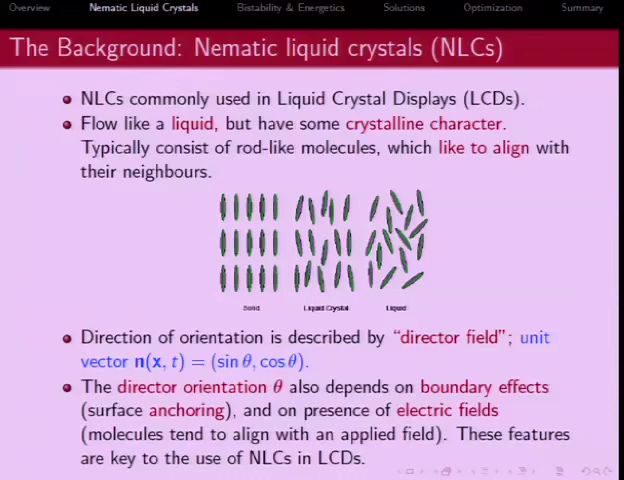 Overview Nematic Liquid Crystals Bistability & Energetics Solutions Optimization Summary
The Background: Nematic liquid crystals (NLCs)
• NLCs commonly used in Liquid Crystal Displays (LCDs).
• Flow like a liquid, but have some crystalline character.
Typically consist of rod-like molecules, which like to align with
their neighbours.
Solid Liquid Crystal Liquid
• Direction of orientation is described by “director field”; unit
vector n(x, t) = (sin θ, cos θ).
• The director orientation θ also depends on boundary effects
(surface anchoring), and on presence of electric fields
(molecules tend to align with an applied field). These features
are key to the use of NLCs in LCDs.